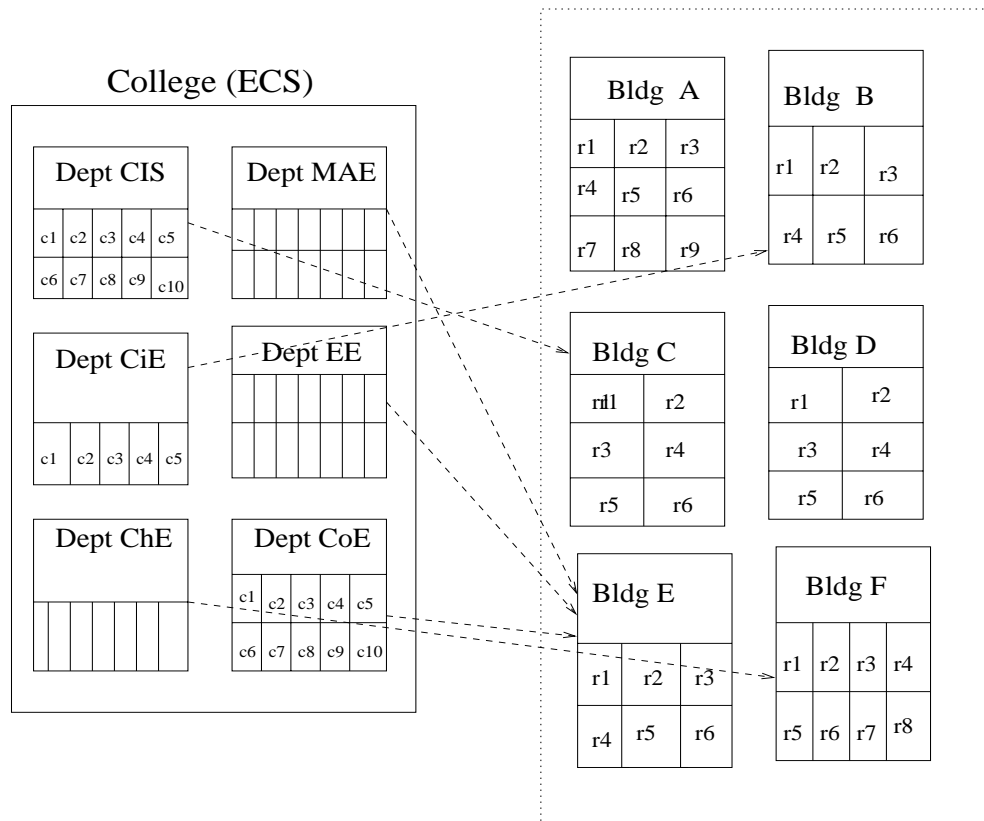 College (ECS)
Dept CIS
c1 c2 c3 c4 c5
c6 c7 c8 c9 c10
Dept MAE
Dept CiE
c1 c2 c3 c4 c5
Dept EE
Dept ChE
Dept CoE
c1 c2 c3 c4 c5
c6 c7 c8 c9 c10
Bldg A
r1 r2 r3
r4 r5 r6
r7 r8 r9
Bldg B
r1 r2 r3
r4 r5 r6
Bldg C
r2
r3 r4
r5 r6
Bldg D
r1 r2
r3 r4
r5 r6
Bldg E
r1 r2 r3
r4 r5 r6
Bldg F
r1 r2 r3 r4
r5 r6 r7 r8